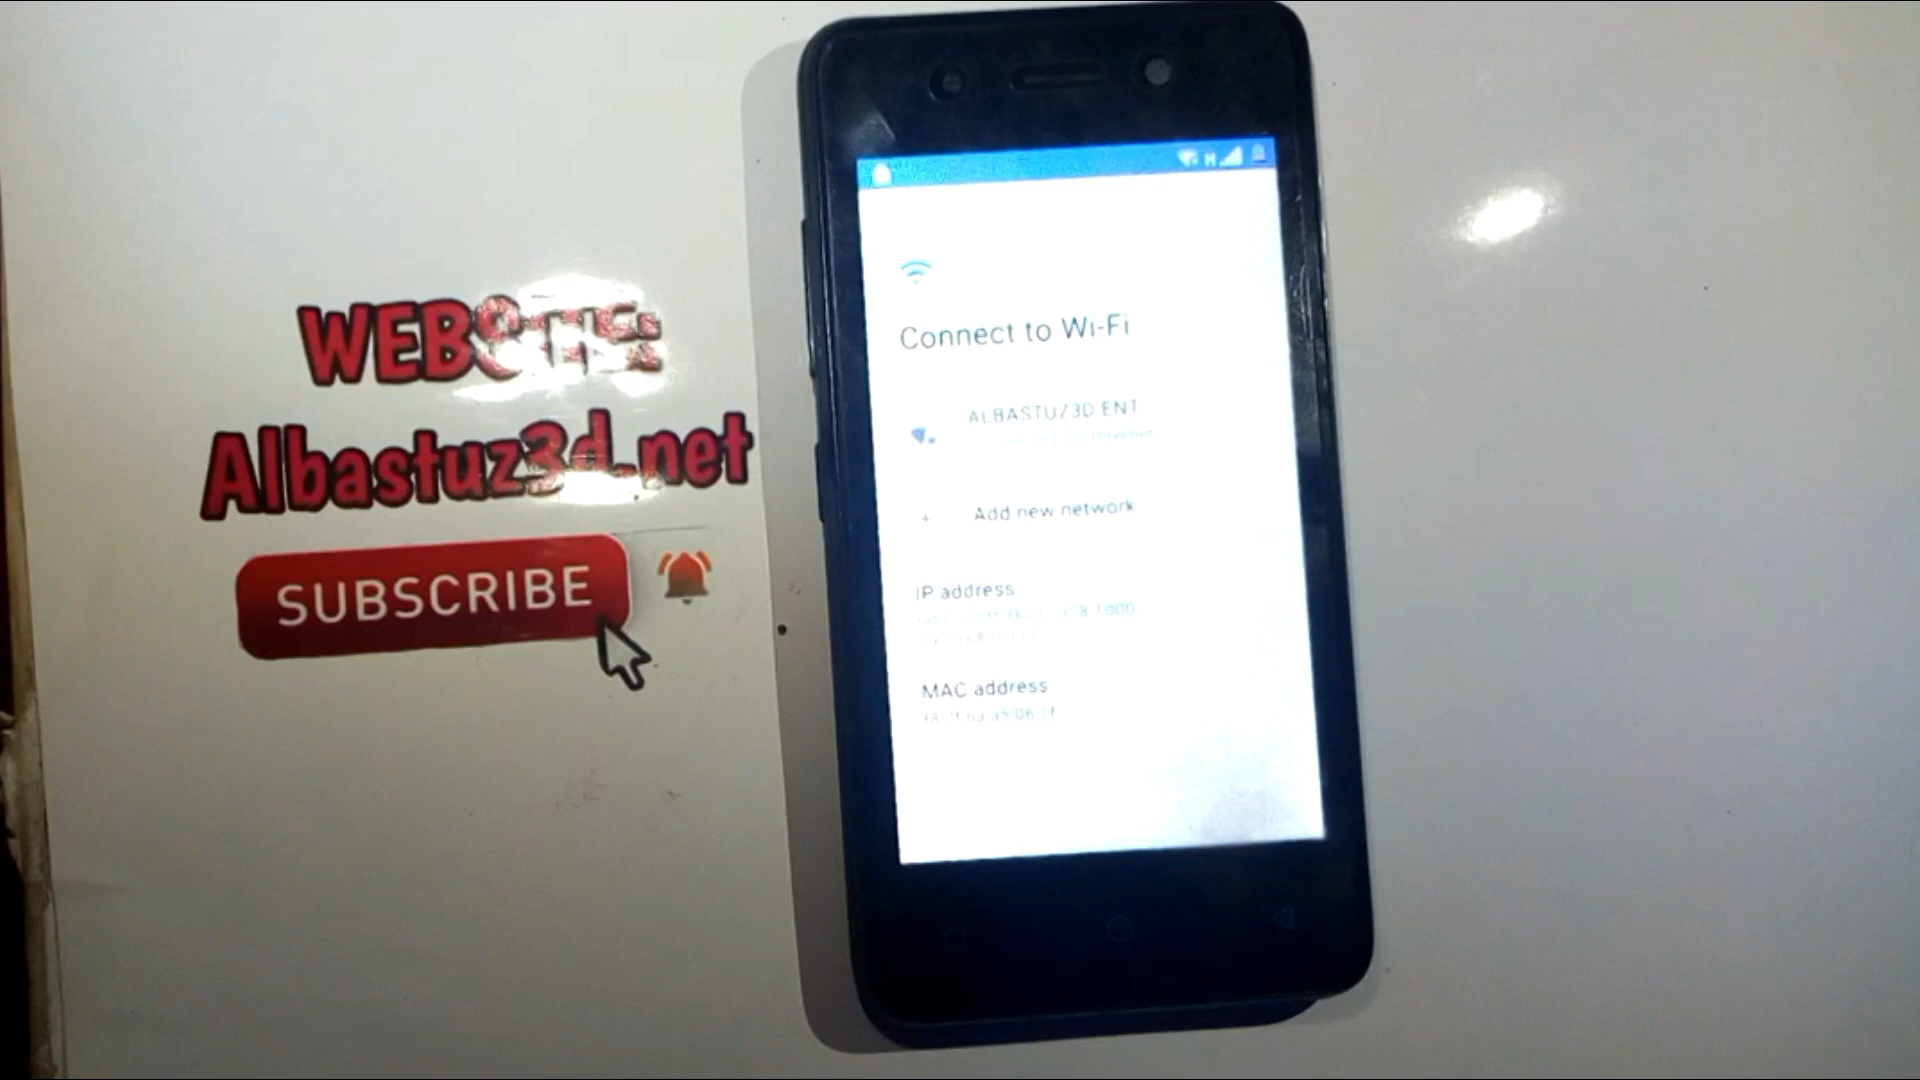 WEBSITE:
Albastuz3d.net
SUBSCRIBE
H
Connect to Wi-Fi
ALBASTUZ3D ENT
Add new network
IP address
MAC address